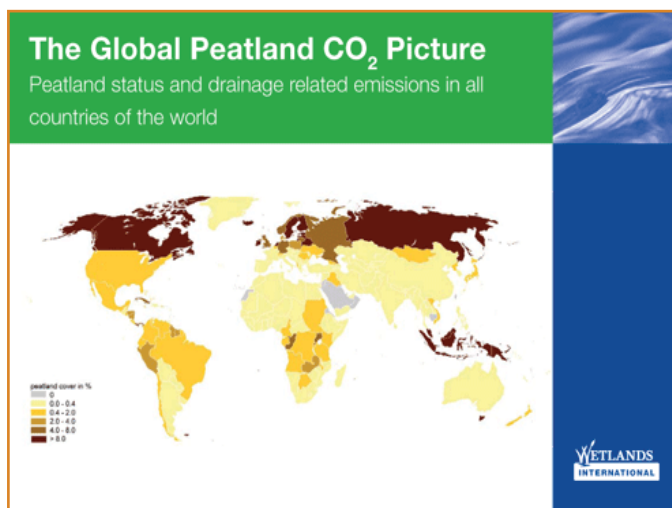 The Global Peatland CO₂ Picture
Peatland status and drainage related emissions in all
countries of the world
peatland cover in %
0
0.0 - 0.4
0.4 - 2.0
2.0 - 4.0
4.0 - 8.0
> 8.0
WETLANDS
INTERNATIONAL